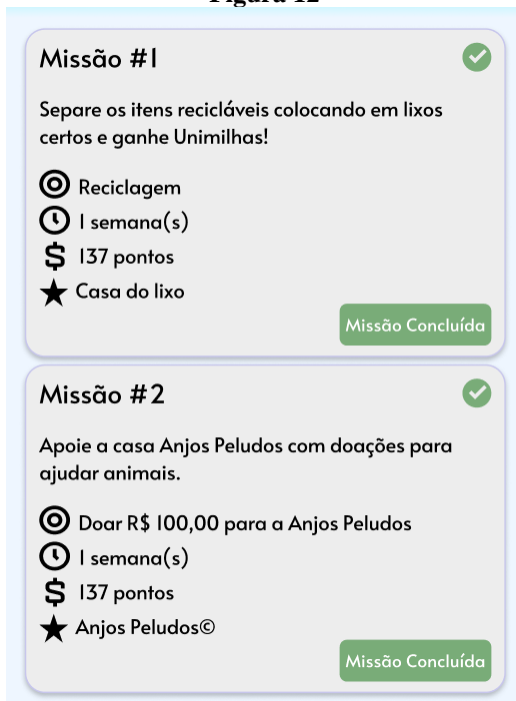 Figura 12
Missão #1
Separe os itens recicláveis colocando em lixos
certos e ganhe Unimilhas!
Reciclagem
1 semana(s)
137 pontos
Casa do lixo
Missão Concluída
Missão #2
Apoie a casa Anjos Peludos com doações para
ajudar animais.
Doar R$ 100,00 para a Anjos Peludos
1 semana(s)
137 pontos
Anjos Peludos©
Missão Concluída